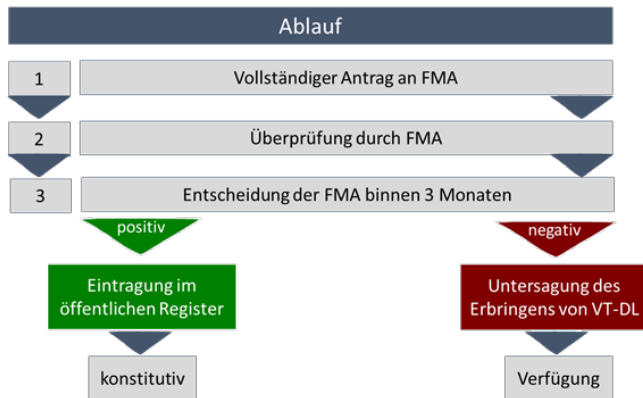 Ablauf
1
Vollständiger Antrag an FMA
2
Überprüfung durch FMA
3
Entscheidung der FMA binnen 3 Monaten
positiv
negativ
Eintragung im
öffentlichen Register
Untersagung des
Erbringens von VT-DL
konstitutiv
Verfügung